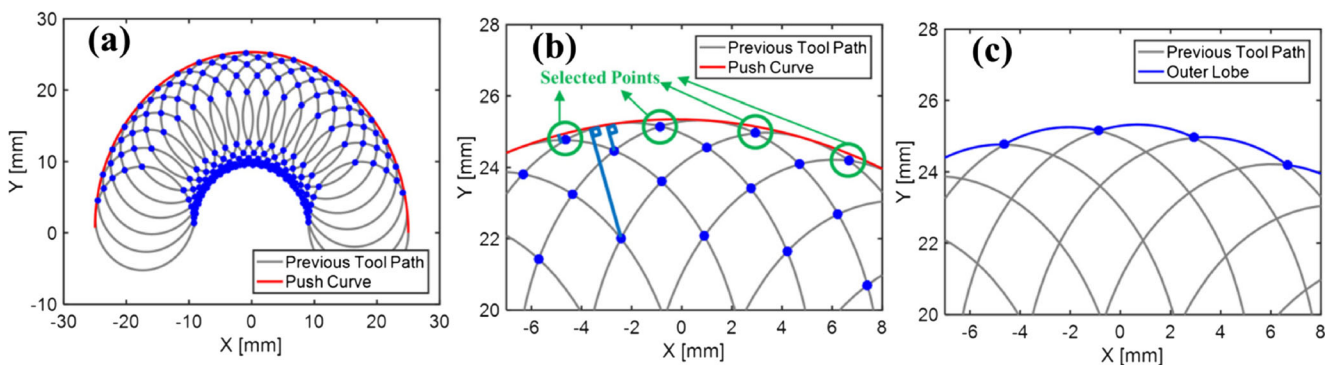 (a)
Y [mm]
30
20
10
0
-10
-30
-20
-10
0
10
20
30
X [mm]
Previous Tool Path
Push Curve
(b)
Previous Tool Path
Push Curve
Selected Points
Y [mm]
28
26
24
22
20
-6
-4
-2
0
2
4
6
8
X [mm]
(c)
Previous Tool Path
Outer Lobe
Y [mm]
28
26
24
22
20
-6
-4
-2
0
2
4
6
8
X [mm]